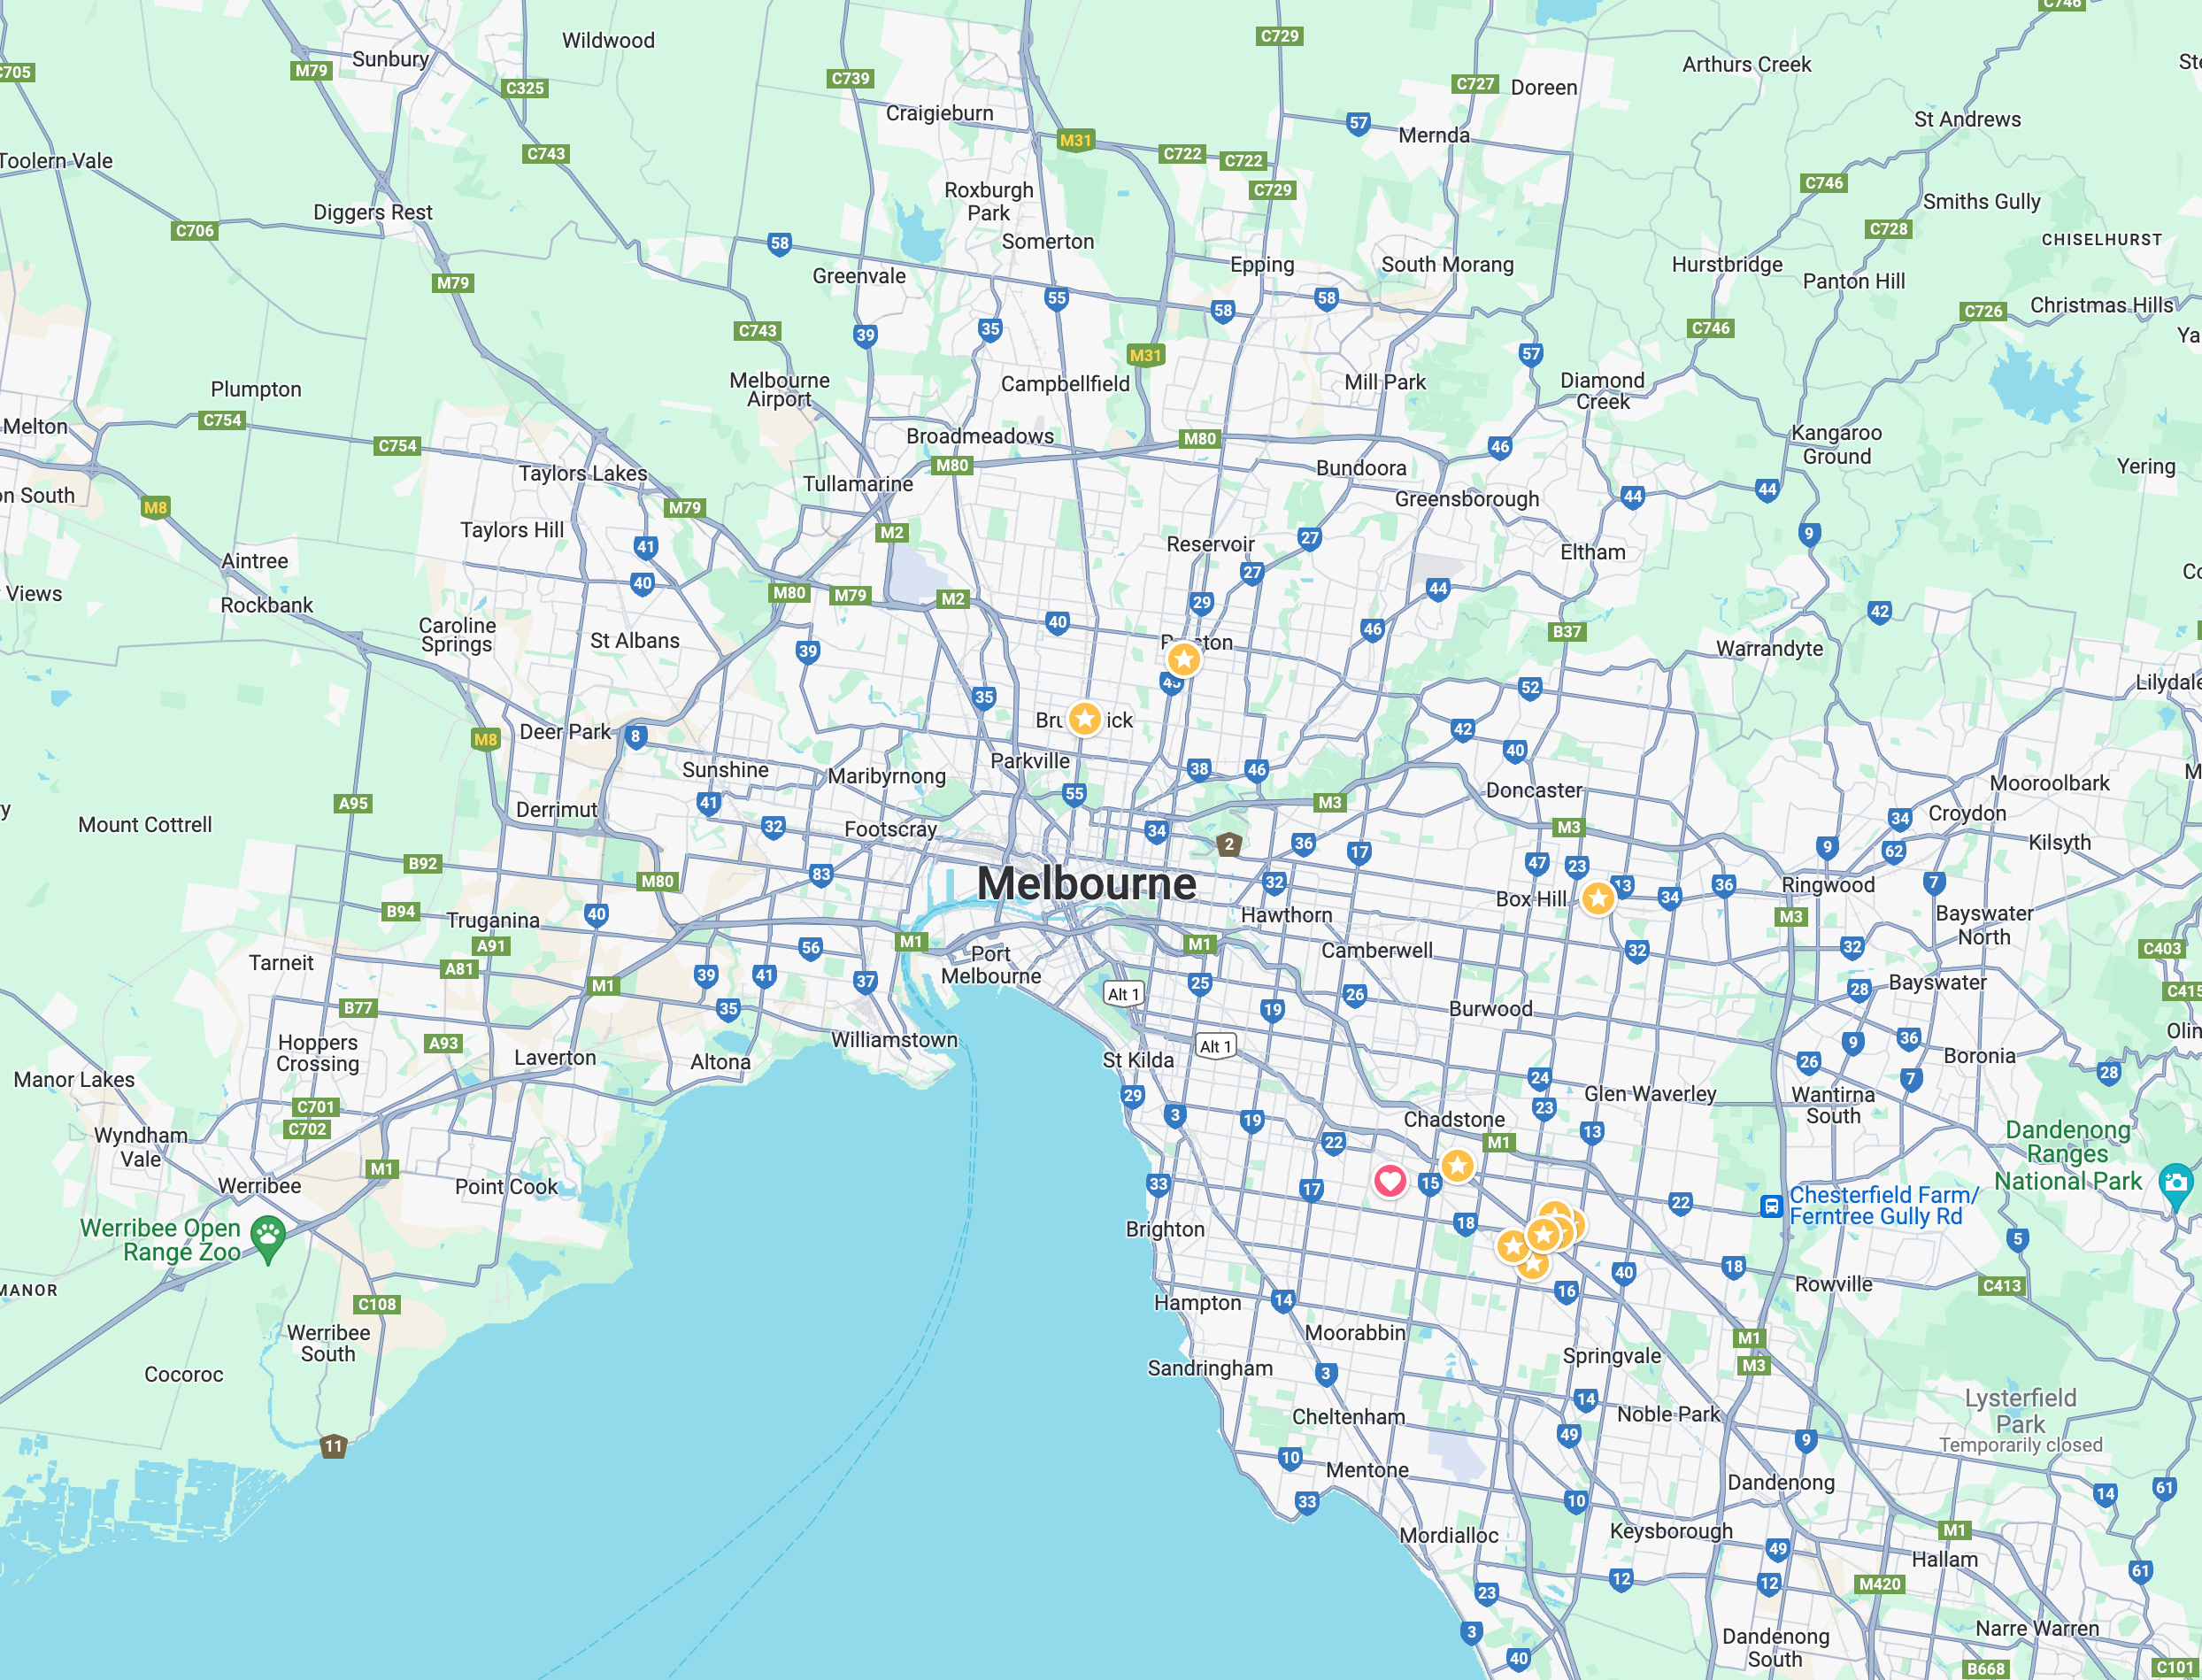 C746
C729
Wildwood
Sunbury
Arthurs Creek
M79
C705
C739
C727
Doreen
C325
Craigieburn
St Andrews
57
Mernda
M31
C743
C722
C722
Toolern Vale
C746
Roxburgh
Park
C729
Smiths Gully
Diggers Rest
C706
C728
CHISELHURST
58
Somerton
Epping
South Morang
Hurstbridge
Greenvale
M79
Panton Hill
55
58
58
Christmas Hills
C726
C743
39
35
C746
M31
57
Plumpton
Melbourne
Airport
Campbellfield
Mill Park
Diamond
Creek
C754
Melton
C754
Broadmeadows
M80
46
Kangaroo
Ground
M80
Bundoora
Yering
Taylors Lakes
Tullamarine
Greensborough
44
44
M8
M79
Taylors Hill
M2
27
9
41
Reservoir
Eltham
Aintree
40
27
44
Views
Rockbank
M80
M79
M2
29
42
Caroline
Springs
St Albans
40
46
B37
39
Warrandyte
45
52
Lilydale
35
Deer Park
8
M8
42
40
Parkville
Sunshine
Maribyrnong
38
46
Mooroolbark
Doncaster
55
A95
41
M3
Derrimut
Mount Cottrell
32
Footscray
34
M3
34
Croydon
36
2
17
9
62
Kilsyth
B92
83
47
23
M80
Melbourne
32
13
36
Ringwood
7
Box Hill
34
B94
40
Truganina
Hawthorn
M3
Bayswater
North
A91
56
M1
M1
Camberwell
32
32
C403
Tarneit
A81
Port
Melbourne
39
41
37
25
Bayswater
M1
Alt 1
26
28
C415
B77
35
19
Burwood
Hoppers
Crossing
A93
Williamstown
Alt 1
9
36
Laverton
Altona
St Kilda
26
Boronia
Manor Lakes
24
7
28
29
Glen Waverley
Wantirna
South
C701
3
19
Chadstone
23
C702
Wyndham
Vale
22
M1
13
Dandenong
Ranges
National Park
M1
Werribee
Point Cook
33
17
15
22
Chesterfield Farm/
Ferntree Gully Rd
Werribee Open
Range Zoo
Brighton
18
5
18
40
MANOR
Rowville
C413
16
Hampton
14
C108
Werribee
South
Moorabbin
M1
Springvale
M3
Cocoroc
Sandringham
3
14
Lysterfield
Park
Temporarily closed
Cheltenham
Noble Park
49
9
11
10
Mentone
Dandenong
61
33
10
14
Mordialloc
Keysborough
M1
49
Hallam
12
12
61
23
M420
3
Dandenong
South
Narre Warren
40
B668
C101